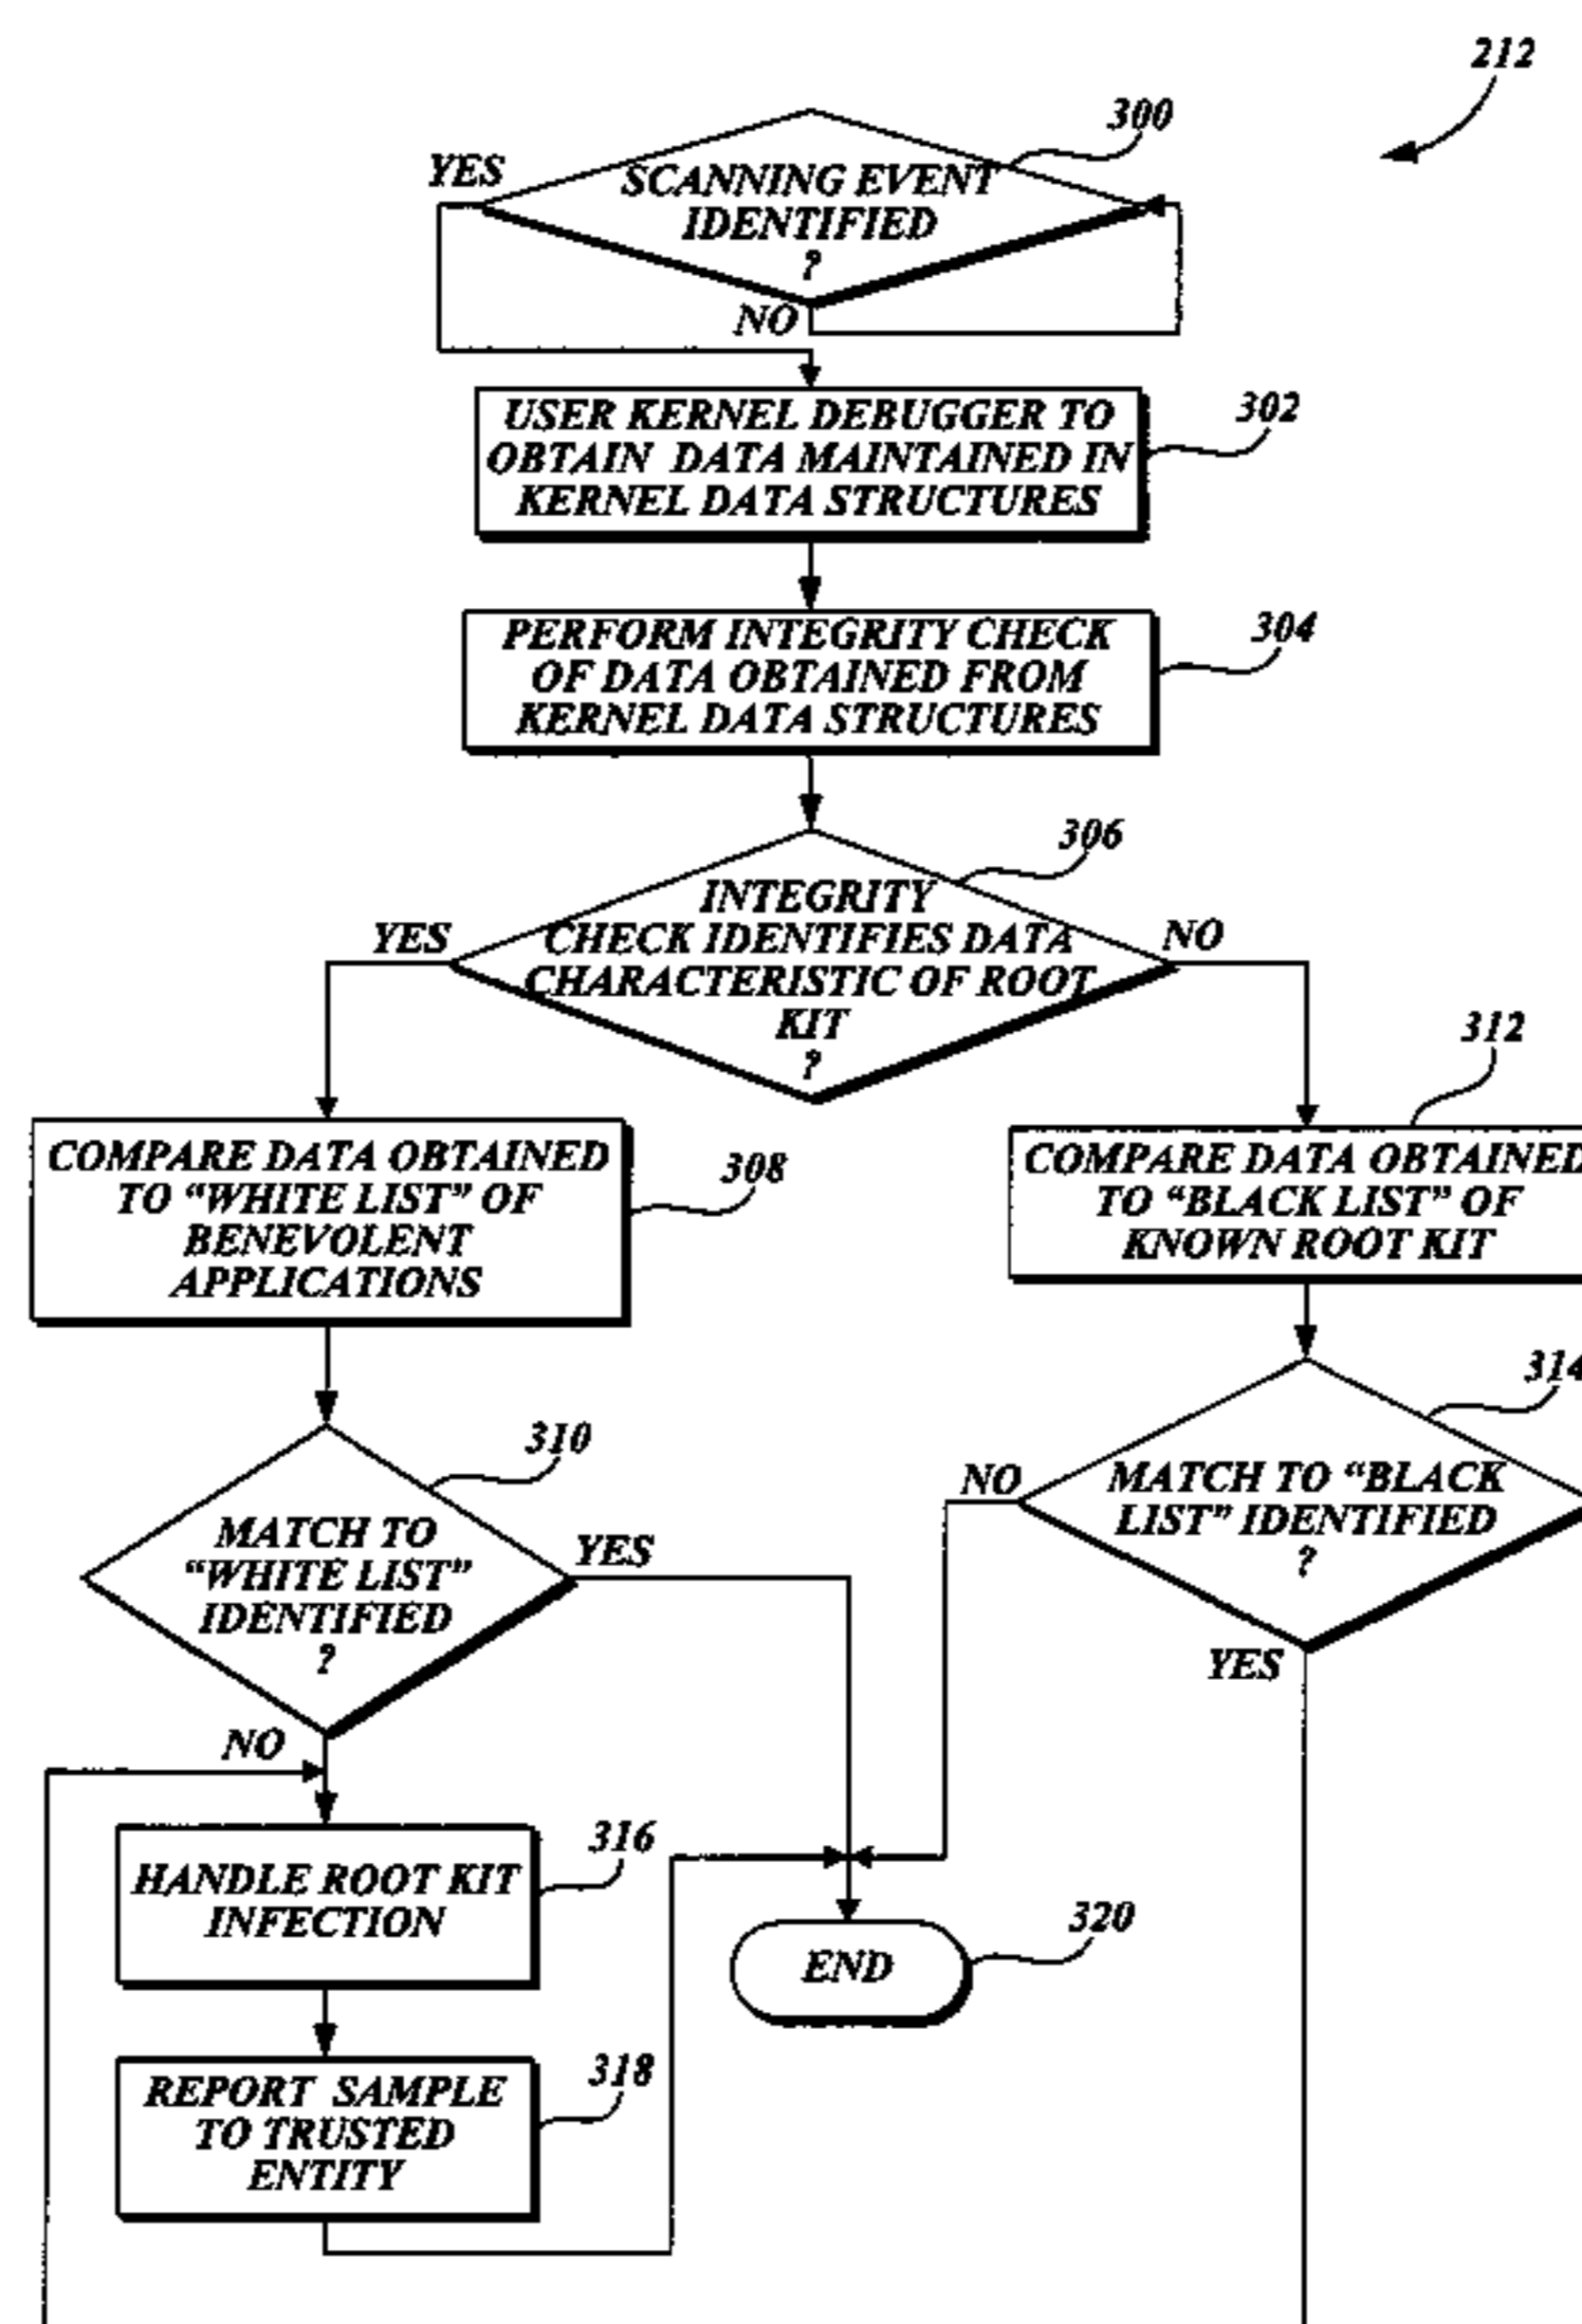 212
300
YES
SCANNING EVENT
IDENTIFIED
?
NO
302
USER KERNEL DEBUGGER TO
OBTAIN DATA MAINTAINED IN
KERNEL DATA STRUCTURES
304
PERFORM INTEGRITY CHECK
OF DATA OBTAINED FROM
KERNEL DATA STRUCTURES
306
INTEGRITY
CHECK IDENTIFIES DATA
CHARACTERISTIC OF ROOT
KIT
?
YES
NO
308
COMPARE DATA OBTAINED
TO “WHITE LIST” OF
BENEVOLENT
APPLICATIONS
312
COMPARE DATA OBTAINED
TO “BLACK LIST” OF
KNOWN ROOT KIT
310
MATCH TO
“WHITE LIST”
IDENTIFIED
?
YES
NO
314
MATCH TO “BLACK
LIST” IDENTIFIED
?
NO
YES
316
HANDLE ROOT KIT
INFECTION
318
REPORT SAMPLE
TO TRUSTED
ENTITY
320
END